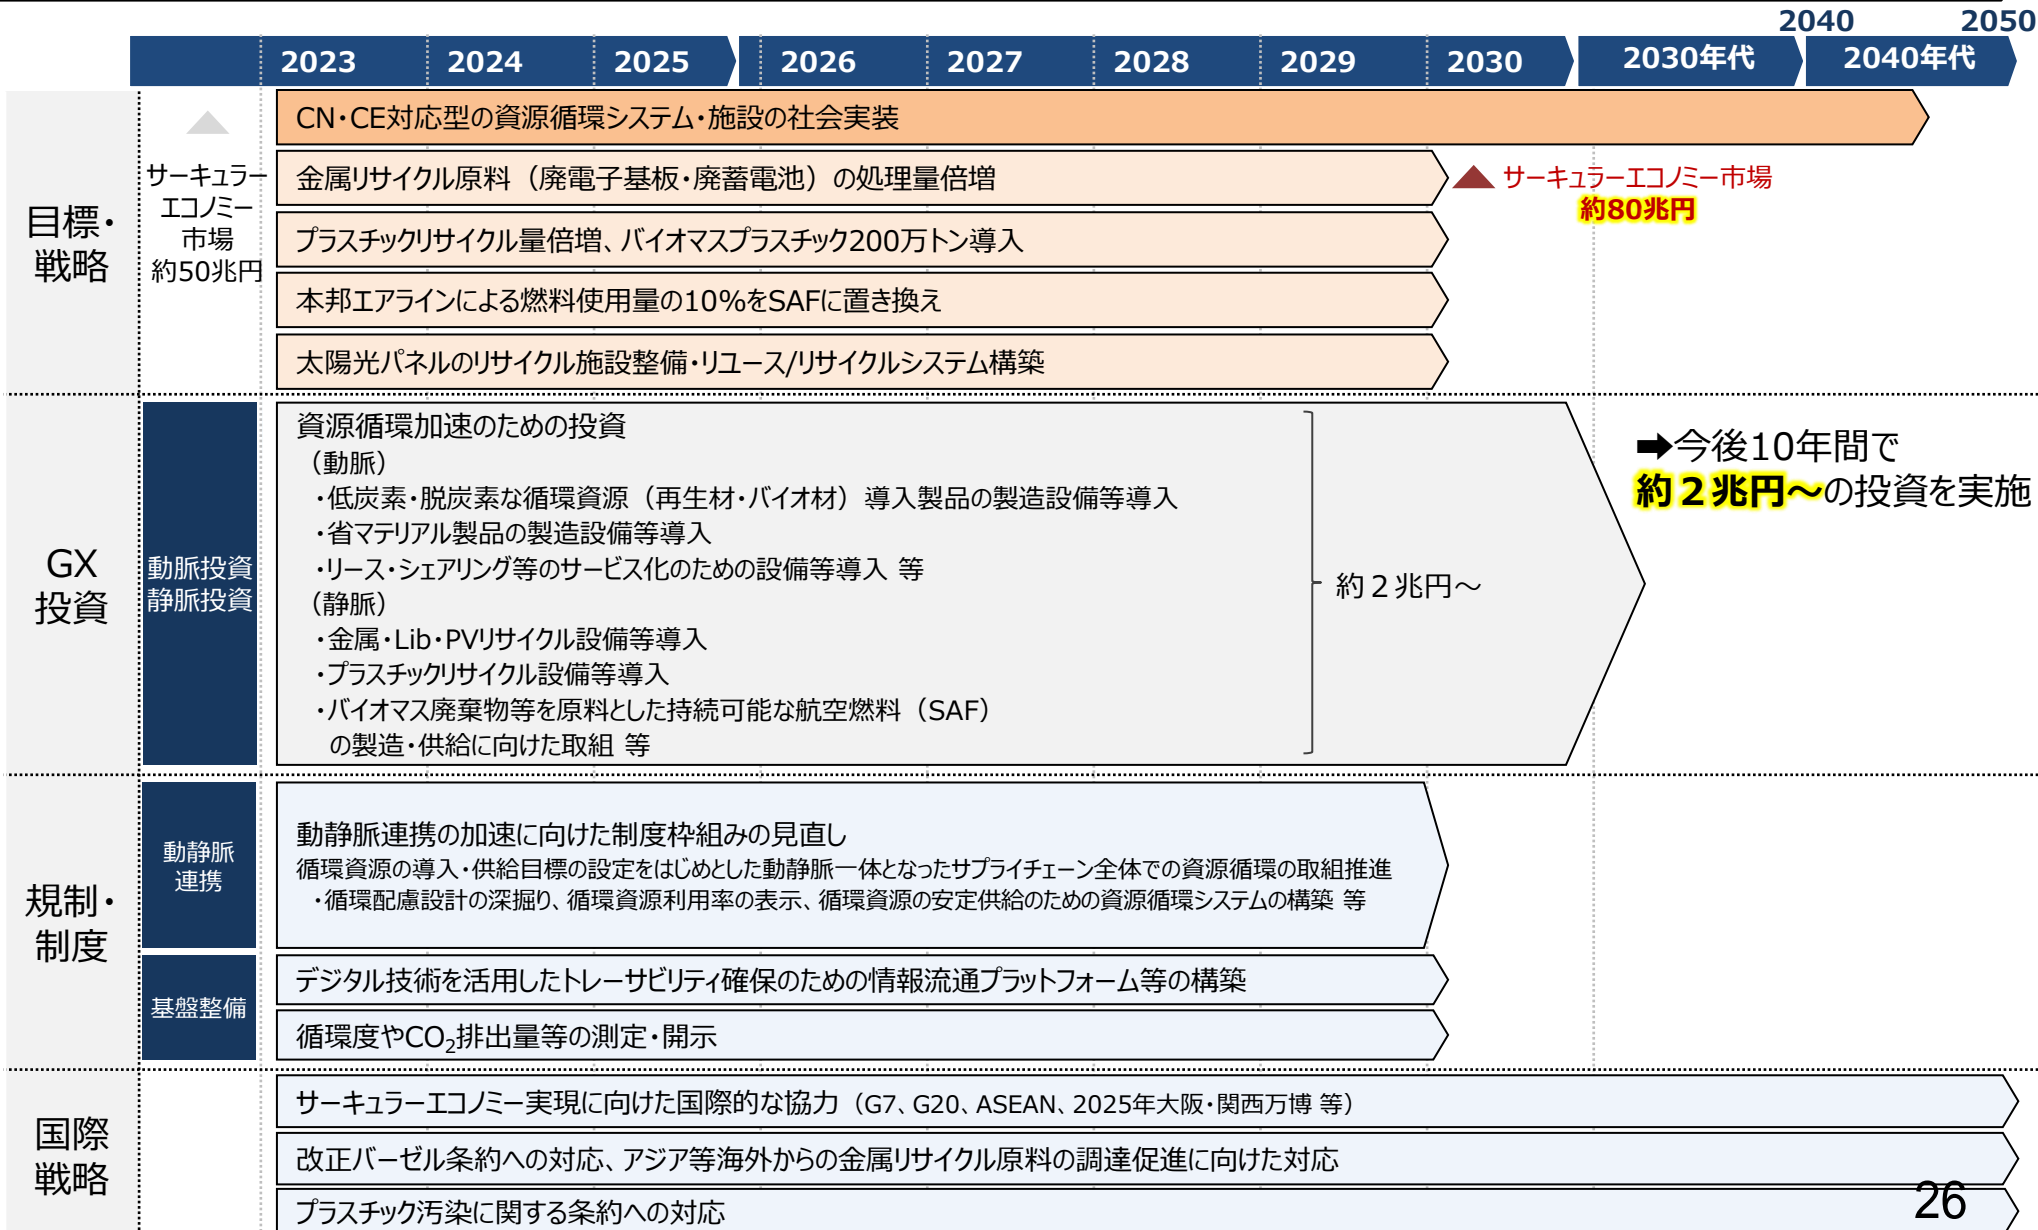 2040 2050
2023 2024 2025 2026 2027 2028 2029 2030 2030年代 2040年代
目標・
戦略
サーキュラー
エコノミー
市場
約50兆円
CN・CE対応型の資源循環システム・施設の社会実装
金属リサイクル原料（廃電子基板・廃蓄電池）の処理量倍増
サーキュラーエコノミー市場
約80兆円
プラスチックリサイクル量倍増、バイオマスプラスチック200万トン導入
本邦エアラインによる燃料使用量の10%をSAFに置き換え
太陽光パネルのリサイクル施設整備・リユース/リサイクルシステム構築
GX
投資
動脈投資
静脈投資
資源循環加速のための投資
（動脈）
・低炭素・脱炭素な循環資源（再生材・バイオ材）導入製品の製造設備等導入
・省マテリアル製品の製造設備等導入
・リース・シェアリング等のサービス化のための設備等導入 等
（静脈）
・金属・Lib・PVリサイクル設備等導入
・プラスチックリサイクル設備等導入
・バイオマス廃棄物等を原料とした持続可能な航空燃料（SAF）
の製造・供給に向けた取組 等
約２兆円～
➡今後10年間で
約２兆円～の投資を実施
規制・
制度
動静脈
連携
動静脈連携の加速に向けた制度枠組みの見直し
循環資源の導入・供給目標の設定をはじめとした動静脈一体となったサプライチェーン全体での資源循環の取組推進
・循環配慮設計の深掘り、循環資源利用率の表示、循環資源の安定供給のための資源循環システムの構築 等
基盤整備
デジタル技術を活用したトレーサビリティ確保のための情報流通プラットフォーム等の構築
循環度やCO₂排出量等の測定・開示
国際
戦略
サーキュラーエコノミー実現に向けた国際的な協力（G7、G20、ASEAN、2025年大阪・関西万博 等）
改正バーゼル条約への対応、アジア等海外からの金属リサイクル原料の調達促進に向けた対応
プラスチック汚染に関する条約への対応
26